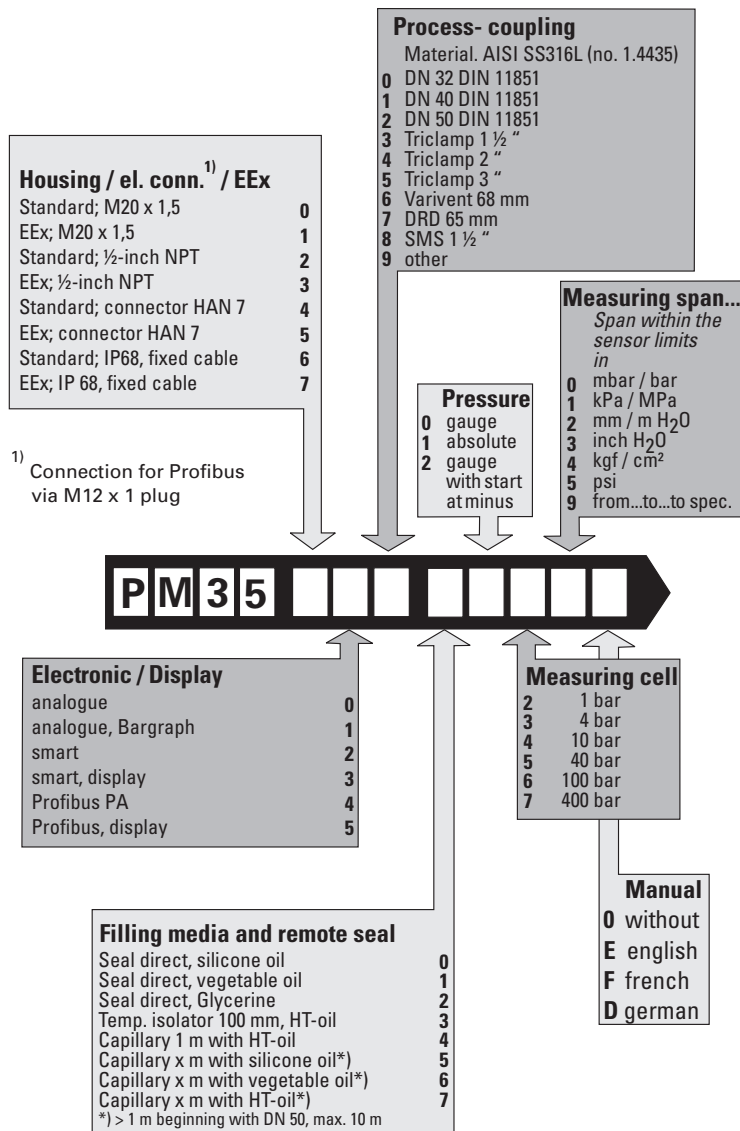 Process- coupling
Material. AISI SS316L (no. 1.4435)
0 DN 32 DIN 11851
1 DN 40 DIN 11851
2 DN 50 DIN 11851
3 Triclamp 1 ½ “
4 Triclamp 2 “
5 Triclamp 3 “
6 Varivent 68 mm
7 DRD 65 mm
8 SMS 1 ½ “
9 other
Housing / el. conn.1) / EEx
Standard; M20 x 1,5 0
EEx; M20 x 1,5 1
Standard; ½-inch NPT 2
EEx; ½-inch NPT 3
Standard; connector HAN 7 4
EEx; connector HAN 7 5
Standard; IP68, fixed cable 6
EEx; IP 68, fixed cable 7
1) Connection for Profibus
via M12 x 1 plug
Pressure
0 gauge
1 absolute
2 gauge
with start
at minus
Measuring span...
Span within the
sensor limits
in
0 mbar / bar
1 kPa / MPa
2 mm / m H2O
3 inch H2O
4 kgf / cm²
5 psi
9 from...to...to spec.
PM35
Electronic / Display
analogue 0
analogue, Bargraph 1
smart 2
smart, display 3
Profibus PA 4
Profibus, display 5
Measuring cell
2 1 bar
3 4 bar
4 10 bar
5 40 bar
6 100 bar
7 400 bar
Filling media and remote seal
Seal direct, silicone oil 0
Seal direct, vegetable oil 1
Seal direct, Glycerine 2
Temp. isolator 100 mm, HT-oil 3
Capillary 1 m with HT-oil 4
Capillary x m with silicone oil*) 5
Capillary x m with vegetable oil*) 6
Capillary x m with HT-oil*) 7
*) > 1 m beginning with DN 50, max. 10 m
Manual
0 without
E english
F french
D german